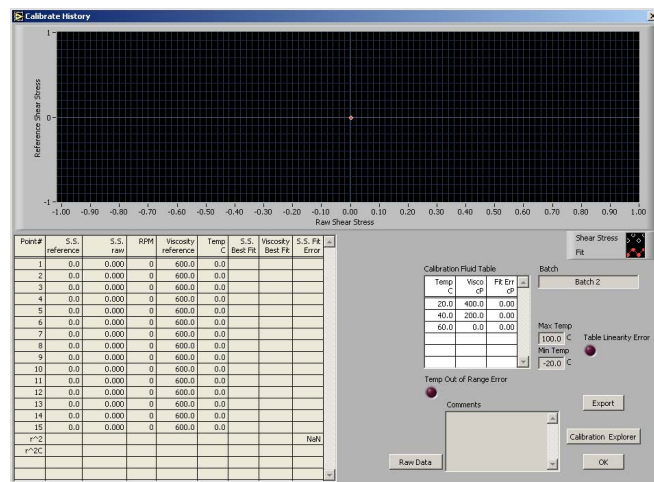 Calibrate History
Reference Shear Stress
1
0
-1
-1.00 -0.90 -0.80 -0.70 -0.60 -0.50 -0.40 -0.30 -0.20 -0.10 0.00 0.10 0.20 0.30 0.40 0.50 0.60 0.70 0.80 0.90 1.00
Raw Shear Stress
Point# S.S. reference S.S. raw RPM Viscosity reference Temp C S.S. Best Fit Viscosity Best Fit S.S. Fit Error
1 0.0 0.000 0 600.0 0.0
2 0.0 0.000 0 600.0 0.0
3 0.0 0.000 0 600.0 0.0
4 0.0 0.000 0 600.0 0.0
5 0.0 0.000 0 600.0 0.0
6 0.0 0.000 0 600.0 0.0
7 0.0 0.000 0 600.0 0.0
8 0.0 0.000 0 600.0 0.0
9 0.0 0.000 0 600.0 0.0
10 0.0 0.000 0 600.0 0.0
11 0.0 0.000 0 600.0 0.0
12 0.0 0.000 0 600.0 0.0
13 0.0 0.000 0 600.0 0.0
14 0.0 0.000 0 600.0 0.0
15 0.0 0.000 0 600.0 0.0
r^2 NaN
r^2C
Shear Stress
Fit
Calibration Fluid Table
Temp C Visco cP Fit Err cP
20.0 400.0 0.00
40.0 200.0 0.00
60.0 0.0 0.00
Batch
Batch 2
Max Temp
100.0 C
Min Temp
-20.0 C
Table Linearity Error
Temp Out of Range Error
Comments
Raw Data
Export
Calibration Explorer
OK